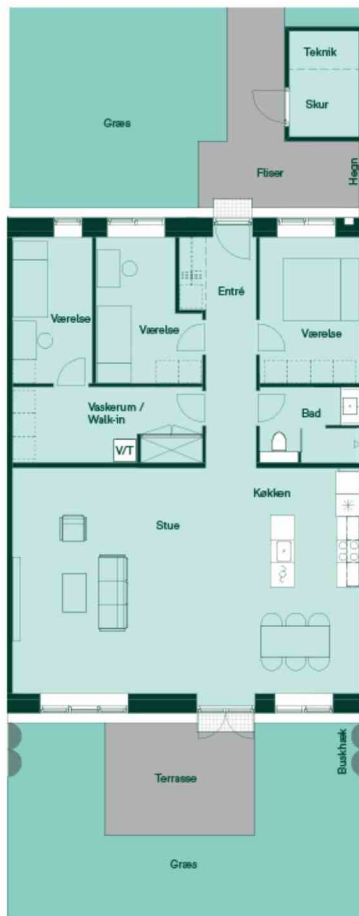 Teknik
Skur
Græs
Fliser
Hegn
Entré
Værelse
Værelse
Værelse
Vaskerum /
Walk-in
V/T
Bad
Køkken
Stue
Terrasse
Buskhæk
Græs